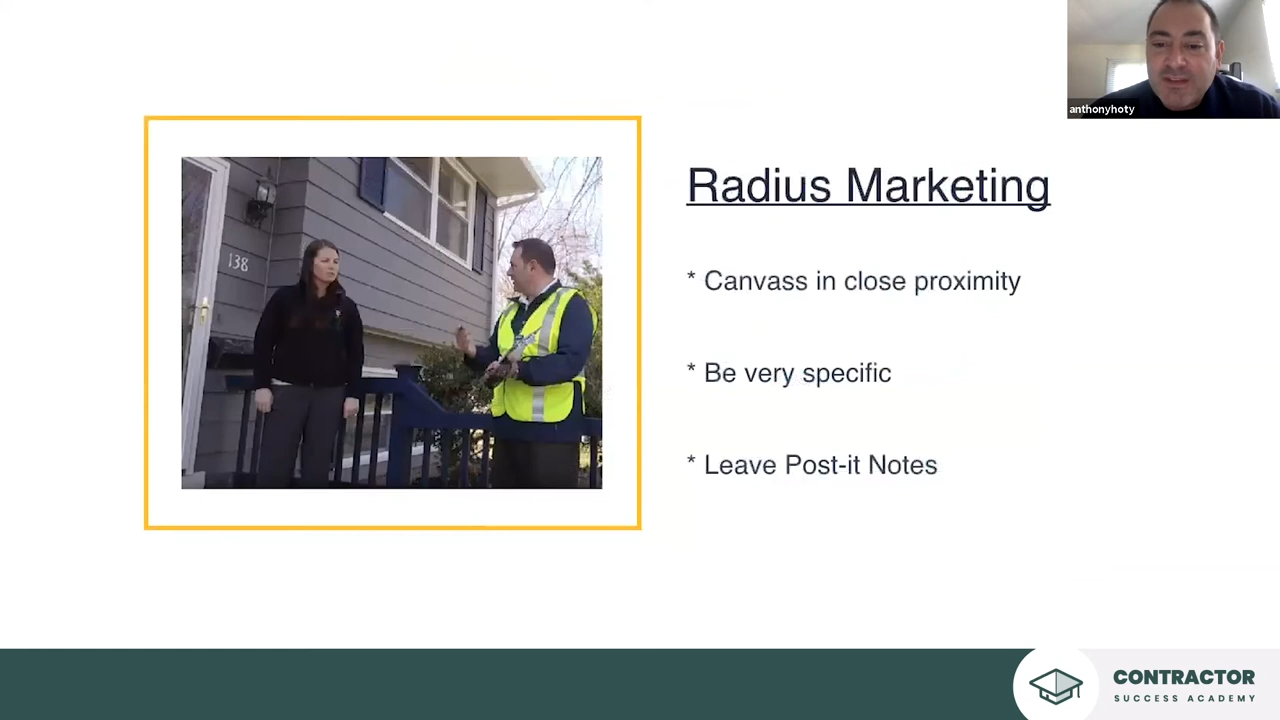 anthonyhoty
138
Radius Marketing
* Canvass in close proximity
* Be very specific
* Leave Post-it Notes
CONTRACTOR
SUCCESS ACADEMY